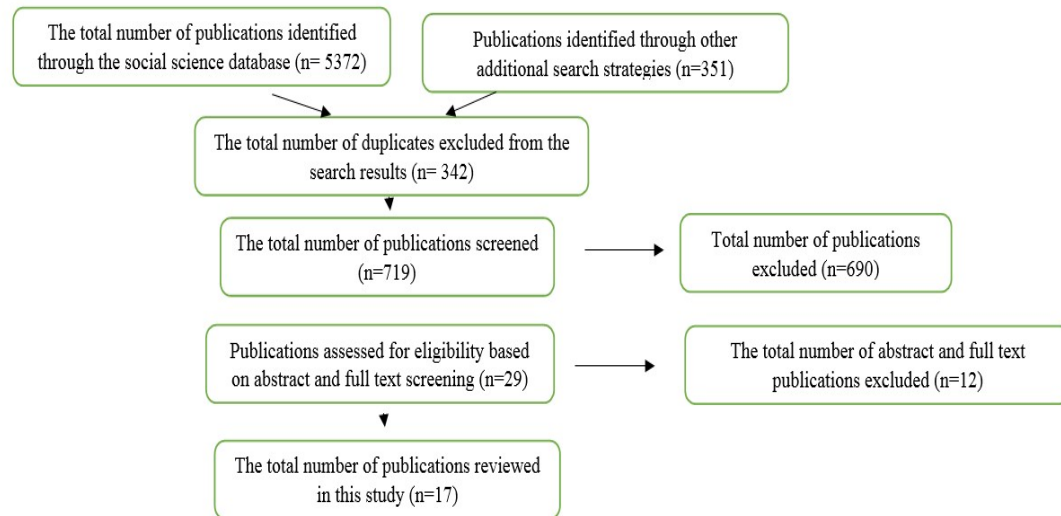 The total number of publications identified
through the social science database (n= 5372)
Publications identified through other
additional search strategies (n=351)
The total number of duplicates excluded from the
search results (n= 342)
The total number of publications screened
(n=719)
Total number of publications
excluded (n=690)
Publications assessed for eligibility based
on abstract and full text screening (n=29)
The total number of abstract and full text
publications excluded (n=12)
The total number of publications reviewed
in this study (n=17)